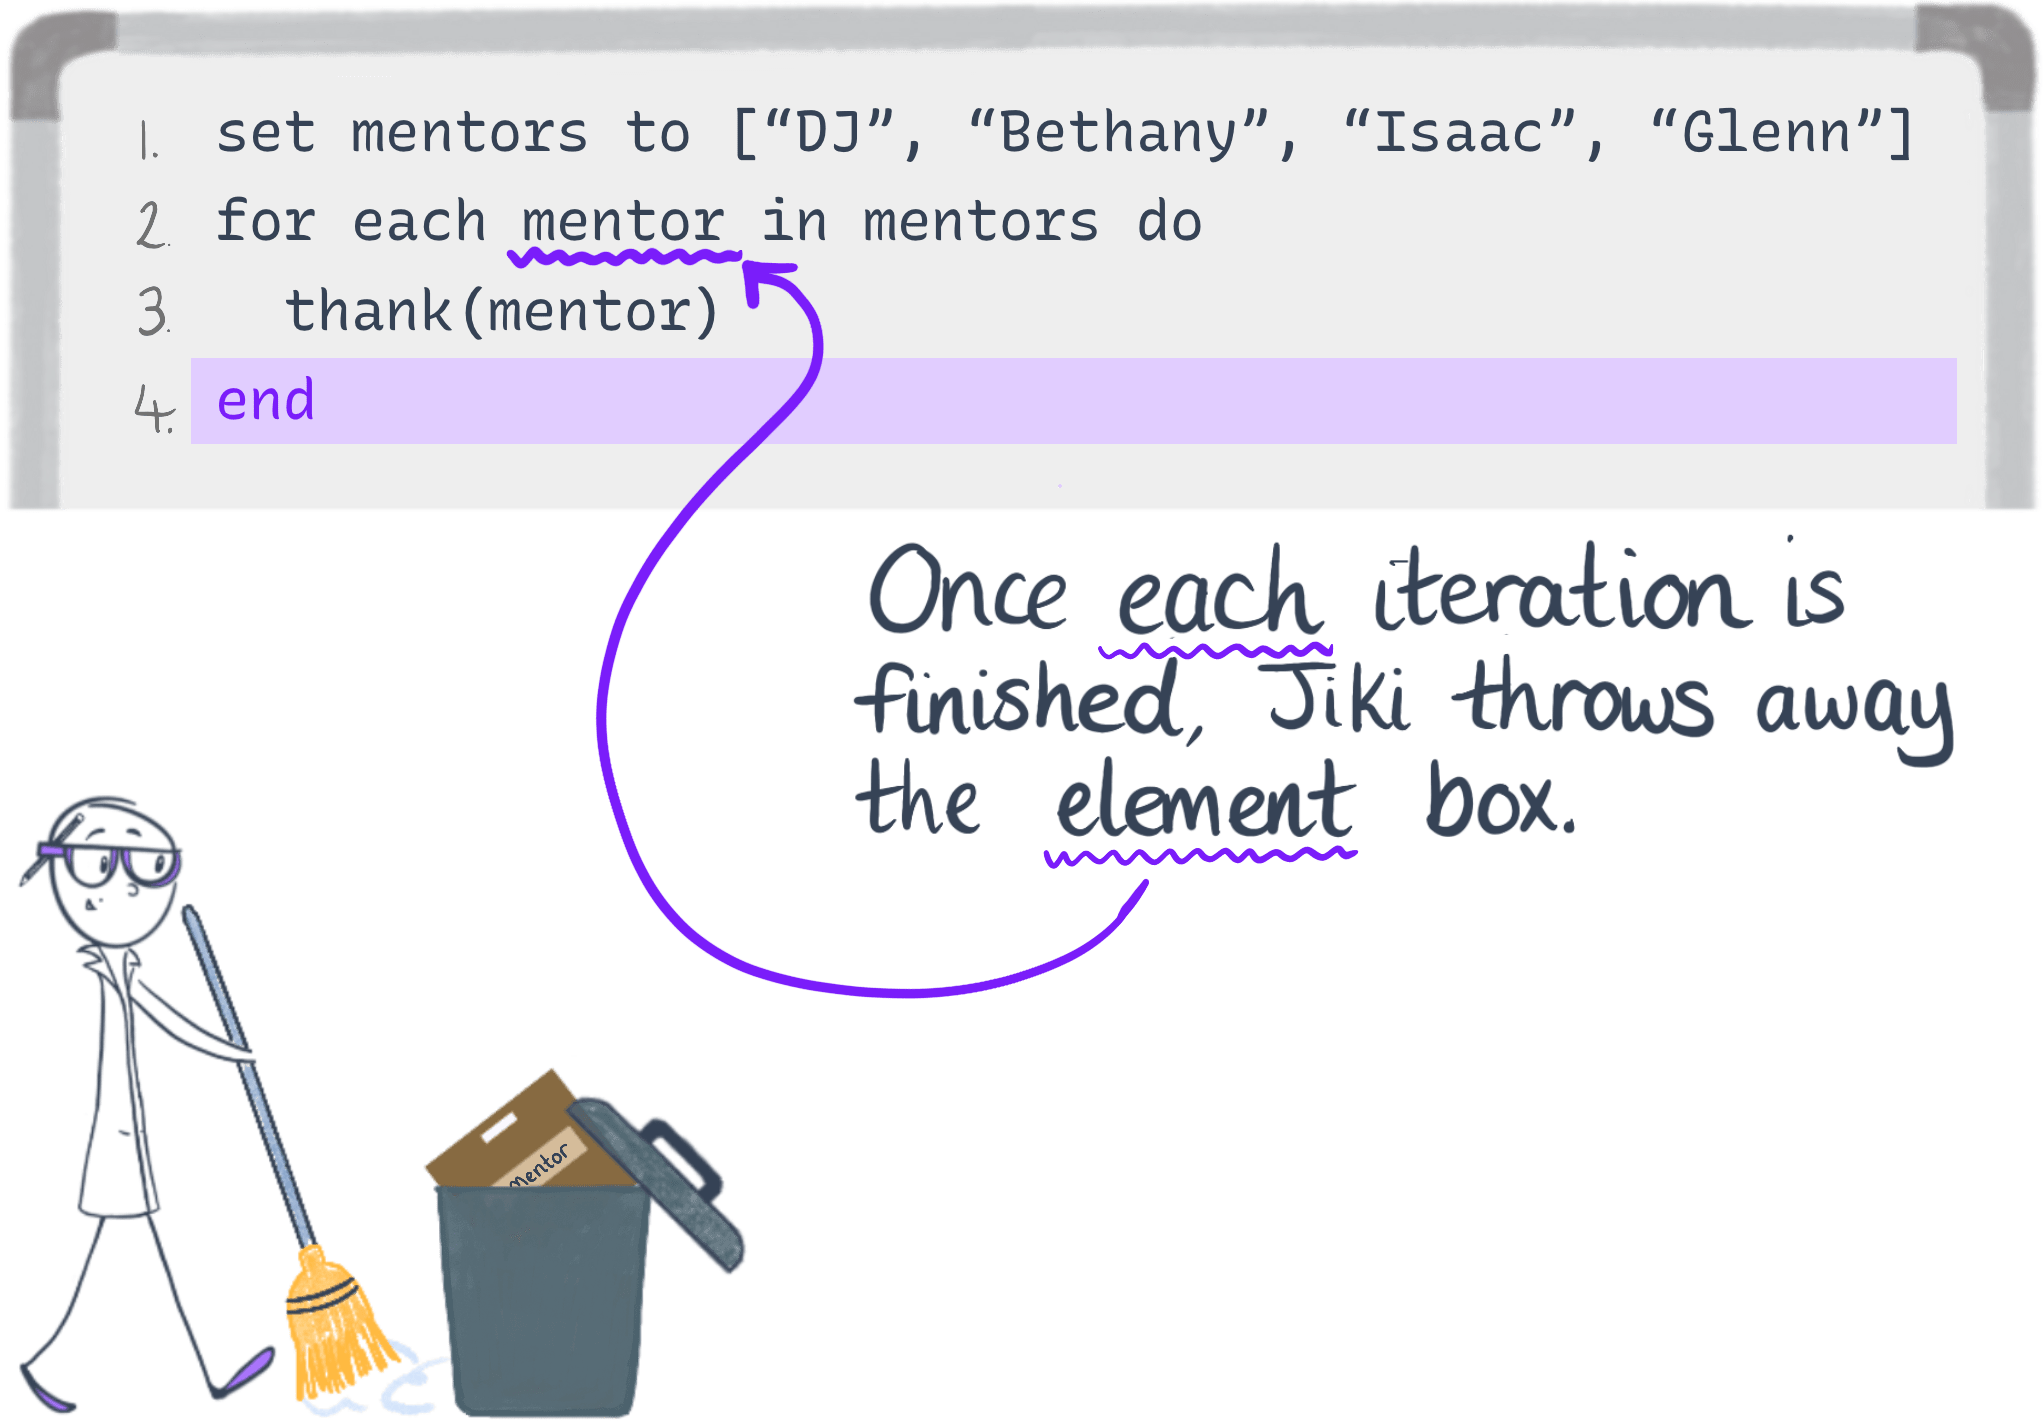 1. set mentors to [“DJ”, “Bethany”, “Isaac”, “Glenn”]
2. for each mentor in mentors do
3. thank(mentor)
4. end
Once each iteration is
finished, Jiki throws away
the element box.
mentor